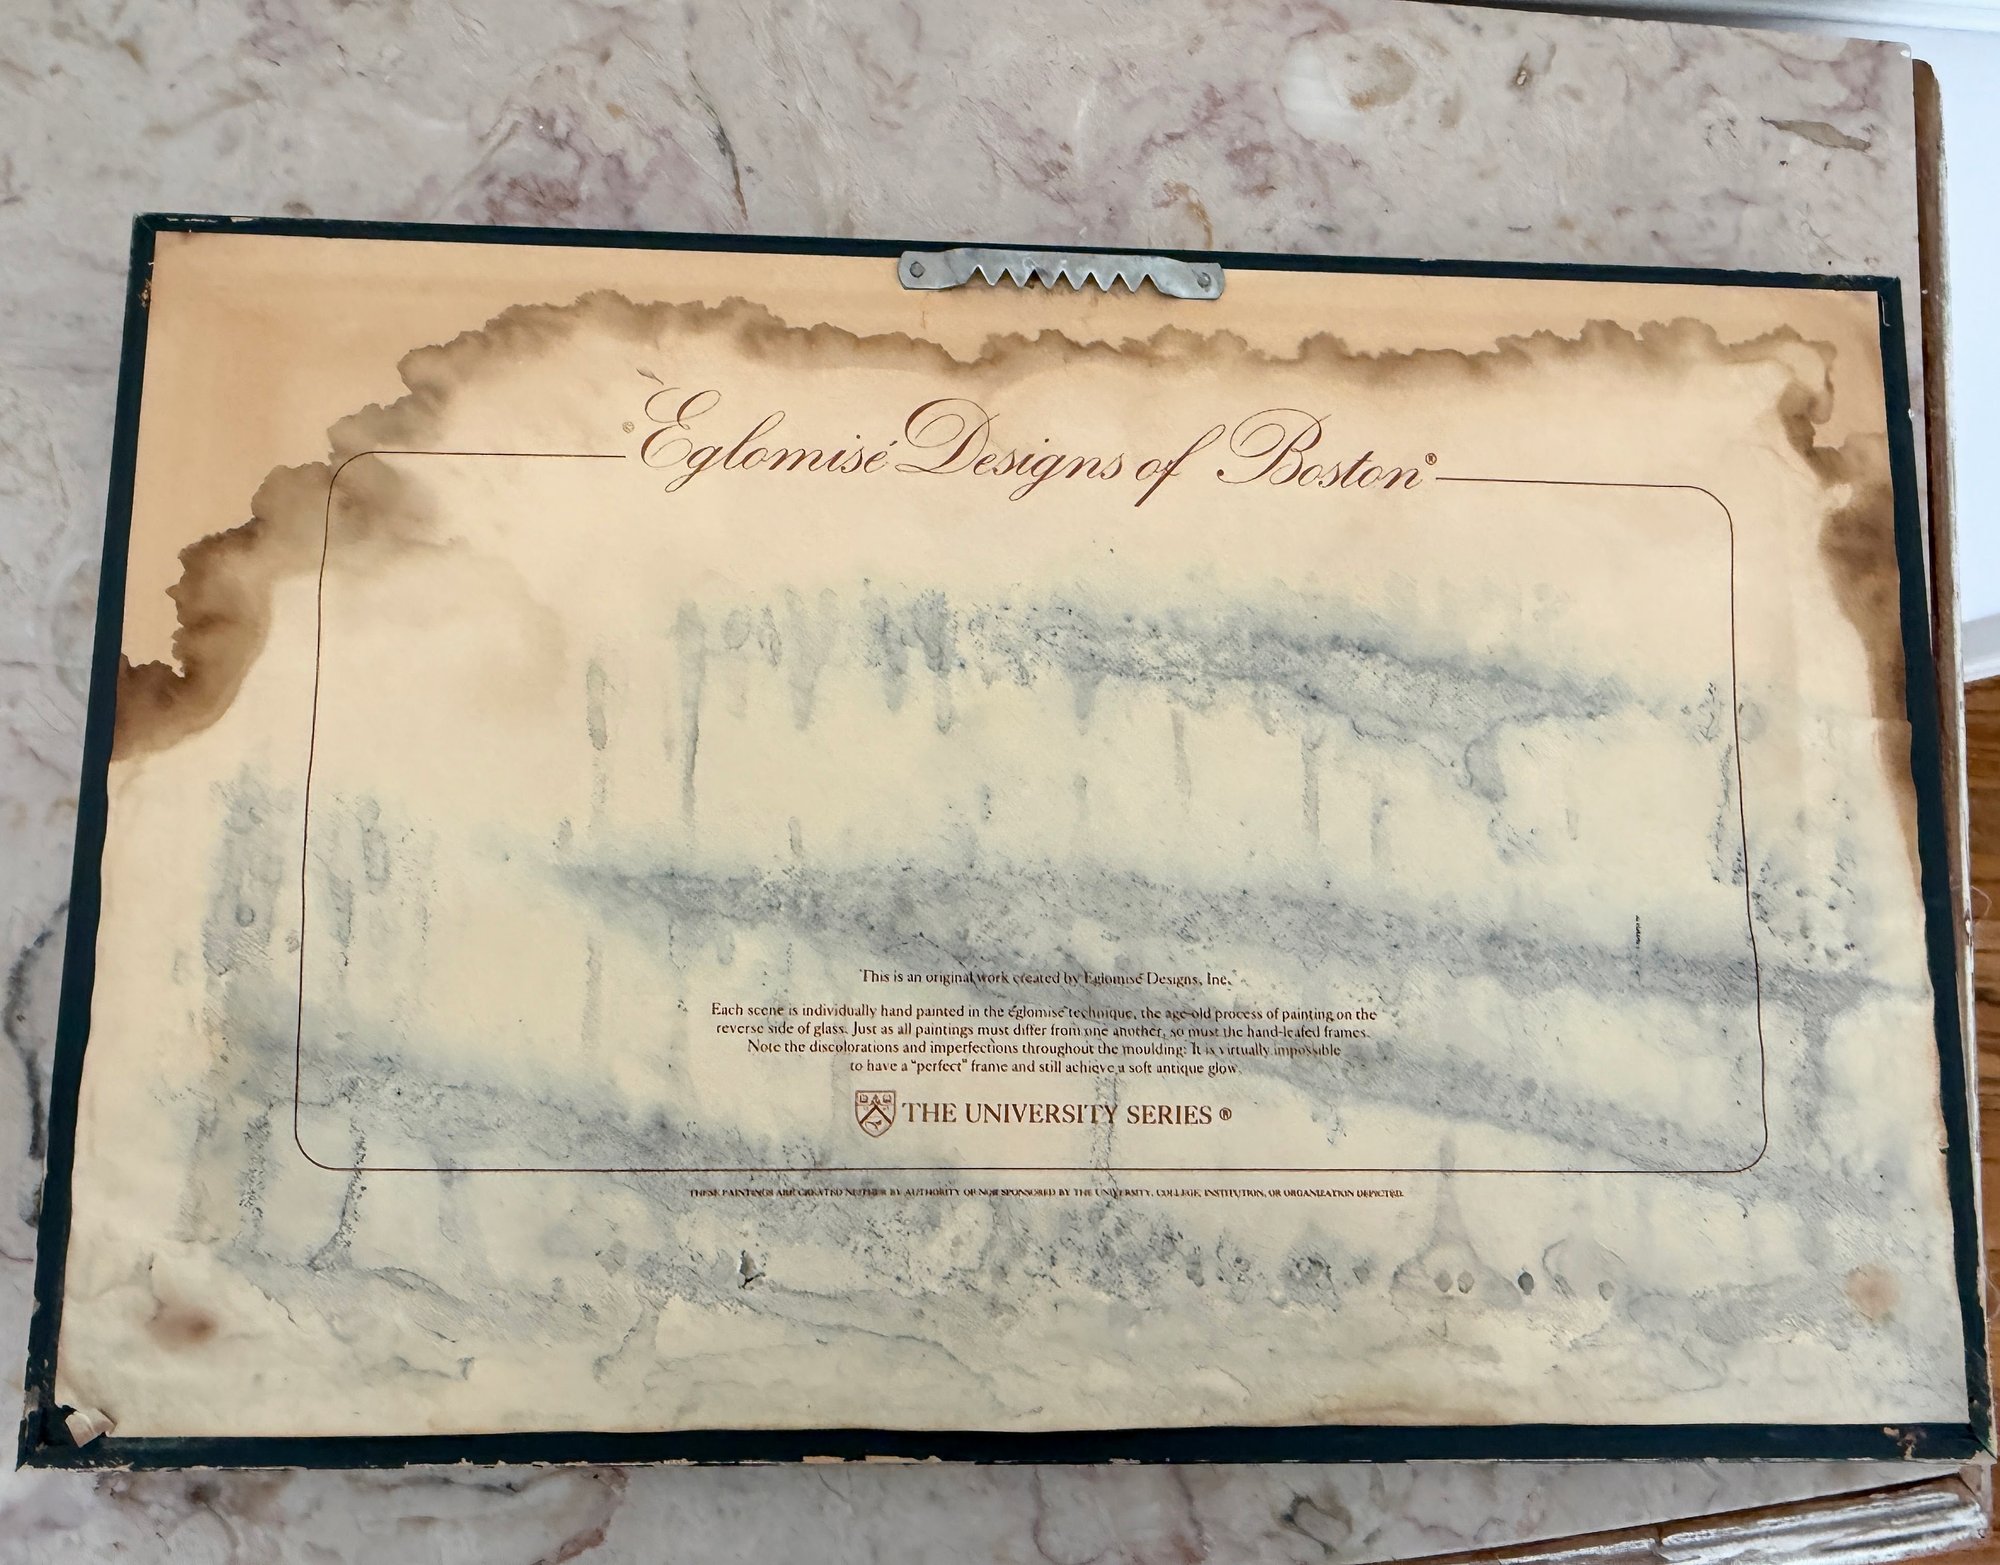 © Eglomisé Designs of Boston®
This is an original work created by Eglomisé Designs, Inc.
Each scene is individually hand painted in the églomisé technique, the age-old process of painting on the
reverse side of glass. Just as all paintings must differ from one another, so must the hand-leafed frames.
Note the discolorations and imperfections throughout the moulding: It is virtually impossible
to have a "perfect" frame and still achieve a soft antique glow.
THE UNIVERSITY SERIES ®
THESE PAINTINGS ARE CREATED NEITHER BY AUTHORITY OF NOR SPONSORED BY THE UNIVERSITY, COLLEGE, INSTITUTION, OR ORGANIZATION DEPICTED.